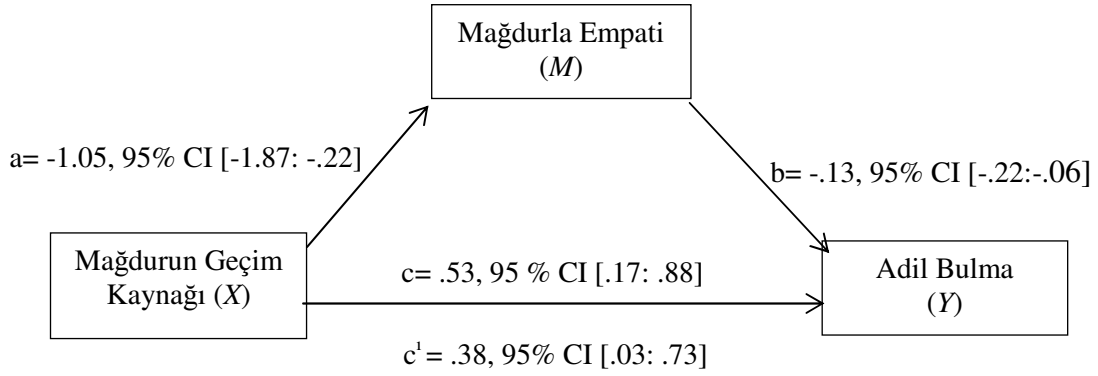 Mağdurla Empati
(M)
a= -1.05, 95% CI [-1.87: -.22]
b= -.13, 95% CI [-.22:-.06]
Mağdurun Geçim
Kaynağı (X)
c= .53, 95 % CI [.17: .88]
Adil Bulma
(Y)
c¹ = .38, 95% CI [.03: .73]